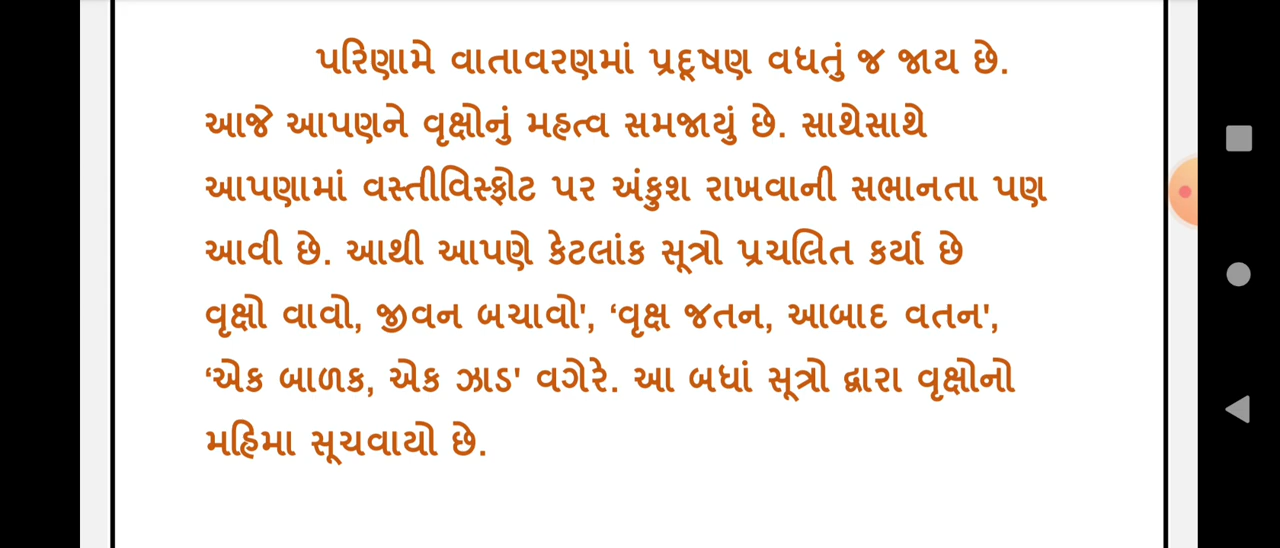 પરિણામે વાતાવરણમાં પ્રદૂષણ વધતું જ જાય છે.
આજે આપણને વૃક્ષોનું મહત્વ સમજાયું છે. સાથેસાથે
આપણામાં વસ્તીવિસ્ફોટ પર અંકુશ રાખવાની સભાનતા પણ
આવી છે. આથી આપણે કેટલાંક સૂત્રો પ્રચલિત કર્યા છે
વૃક્ષો વાવો, જીવન બચાવો', ‘વૃક્ષ જતન, આબાદ વતન',
‘એક બાળક, એક ઝાડ' વગેરે. આ બધાં સૂત્રો દ્વારા વૃક્ષોનો
મહિમા સૂચવાયો છે.